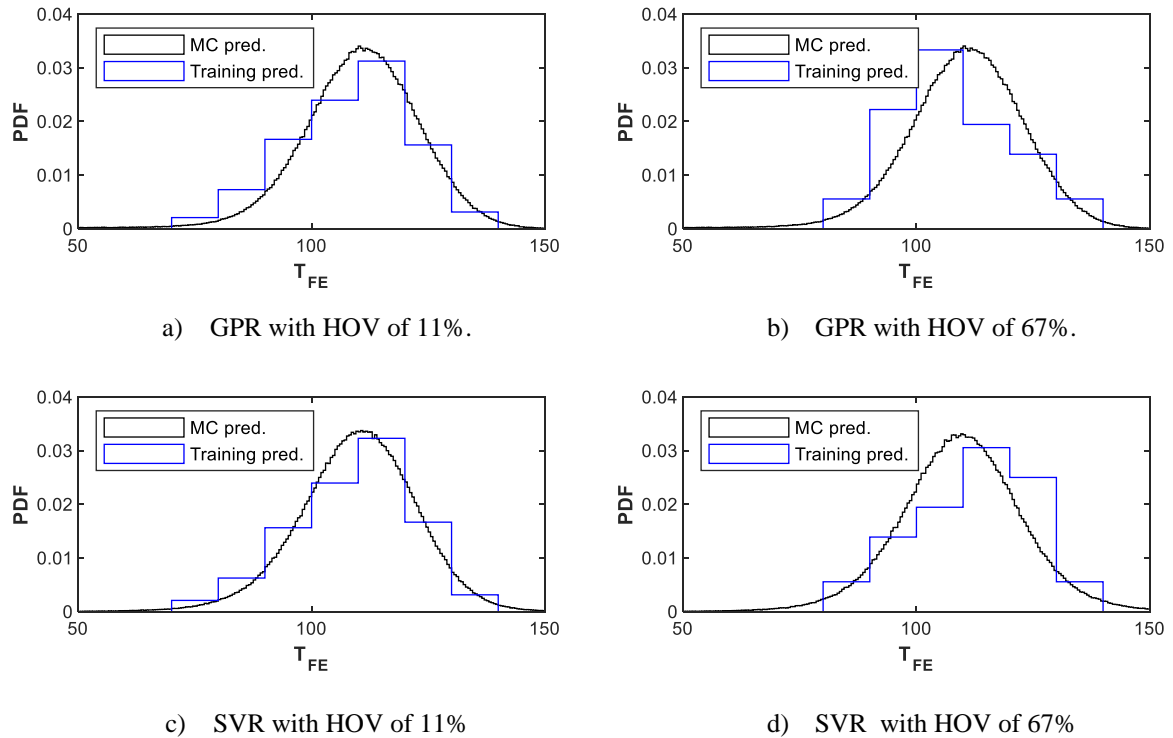 0.04
MC pred.
Training pred.
0.03
0.02
0.01
0
PDF
50
100
150
T_FE
a) GPR with HOV of 11%.
0.04
MC pred.
Training pred.
0.03
0.02
0.01
0
PDF
50
100
150
T_FE
b) GPR with HOV of 67%.
0.04
MC pred.
Training pred.
0.03
0.02
0.01
0
PDF
50
100
150
T_FE
c) SVR with HOV of 11%
0.04
MC pred.
Training pred.
0.03
0.02
0.01
0
PDF
50
100
150
T_FE
d) SVR with HOV of 67%